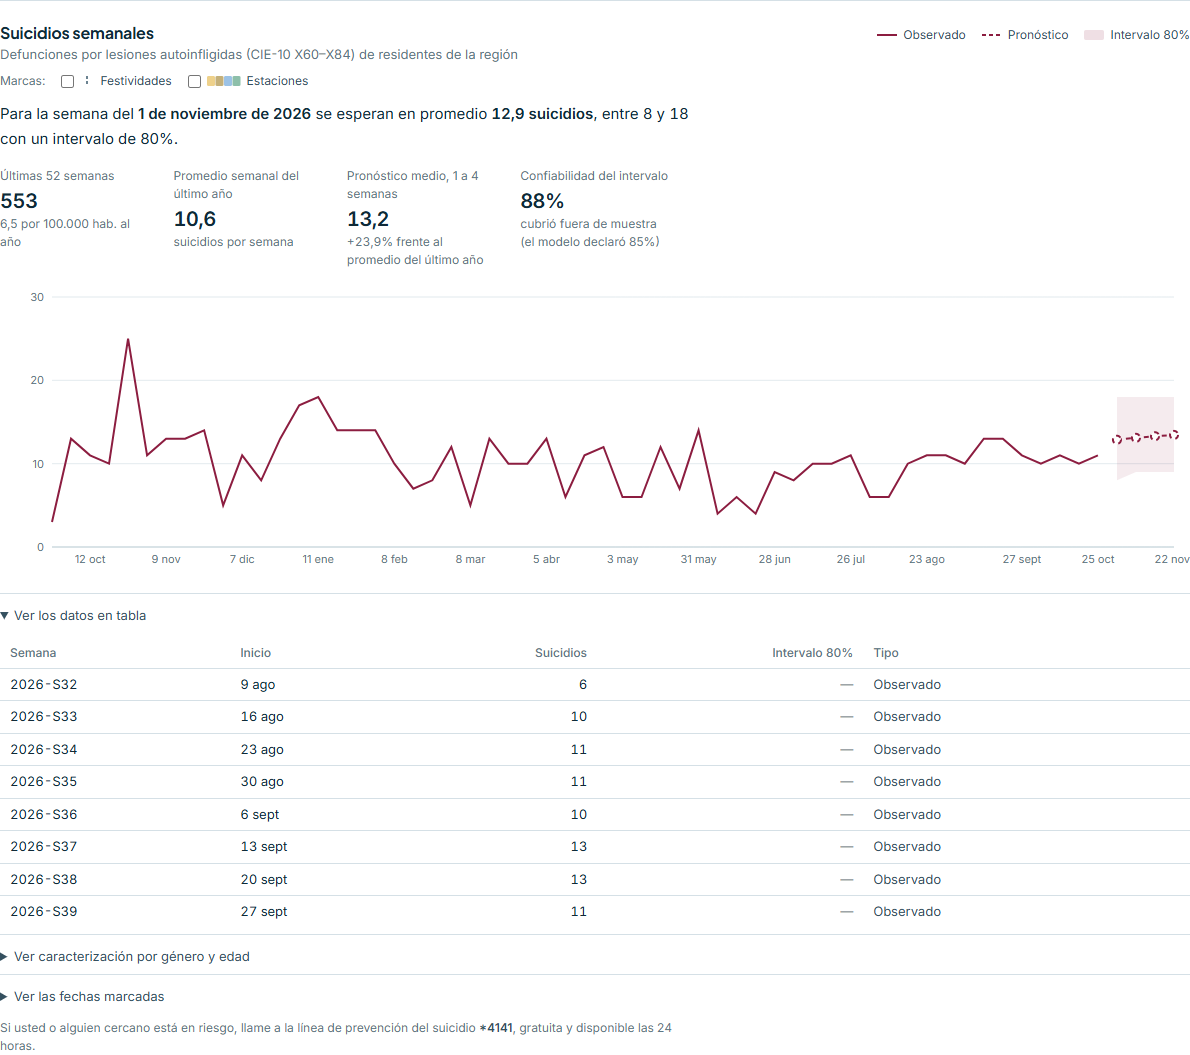 Suicidios semanales
Observado Pronóstico Intervalo 80%
Defunciones por lesiones autoinfligidas (CIE-10 X60–X84) de residentes de la región
Marcas: Festividades Estaciones
Para la semana del 1 de noviembre de 2026 se esperan en promedio 12,9 suicidios, entre 8 y 18
con un intervalo de 80%.
Últimas 52 semanas
553
6,5 por 100.000 hab. al
año
Promedio semanal del
último año
10,6
suicidios por semana
Pronóstico medio, 1 a 4
semanas
13,2
+23,9% frente al
promedio del último año
Confiabilidad del intervalo
88%
cubrió fuera de muestra
(el modelo declaró 85%)
30
20
10
0
12 oct 9 nov 7 dic 11 ene 8 feb 8 mar 5 abr 3 may 31 may 28 jun 26 jul 23 ago 27 sept 25 oct 22 nov
▼ Ver los datos en tabla
Semana Inicio Suicidios Intervalo 80% Tipo
2026-S32 9 ago 6 — Observado
2026-S33 16 ago 10 — Observado
2026-S34 23 ago 11 — Observado
2026-S35 30 ago 11 — Observado
2026-S36 6 sept 10 — Observado
2026-S37 13 sept 13 — Observado
2026-S38 20 sept 13 — Observado
2026-S39 27 sept 11 — Observado
▶ Ver caracterización por género y edad
▶ Ver las fechas marcadas
Si usted o alguien cercano está en riesgo, llame a la línea de prevención del suicidio *4141, gratuita y disponible las 24
horas.